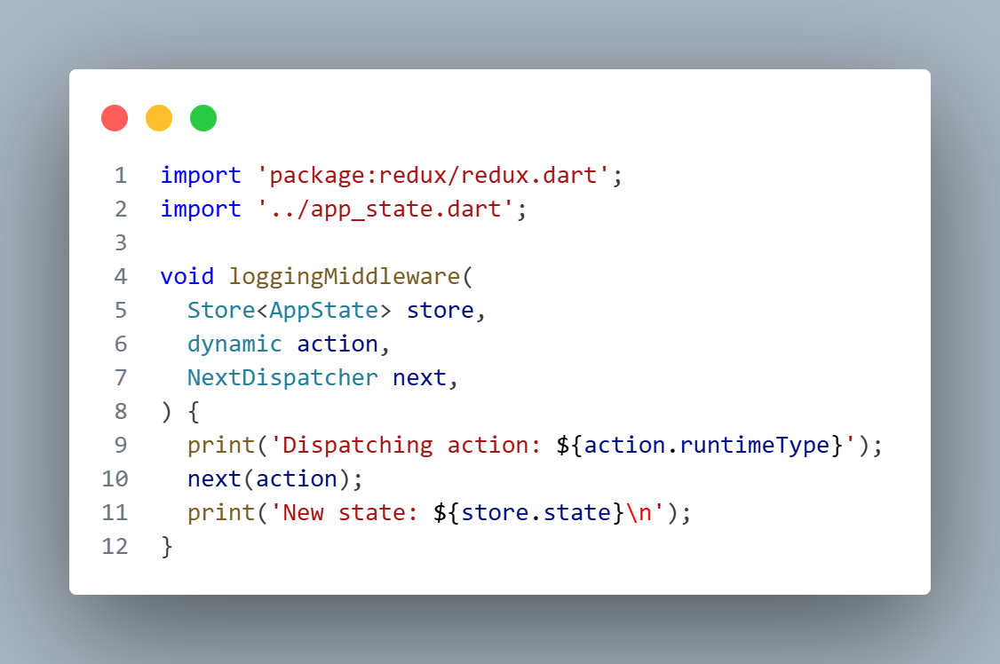 1 import 'package:redux/redux.dart';
2 import '../app_state.dart';
3
4 void loggingMiddleware(
5   Store<AppState> store,
6   dynamic action,
7   NextDispatcher next,
8 ) {
9   print('Dispatching action: ${action.runtimeType}');
10   next(action);
11   print('New state: ${store.state}\n');
12 }